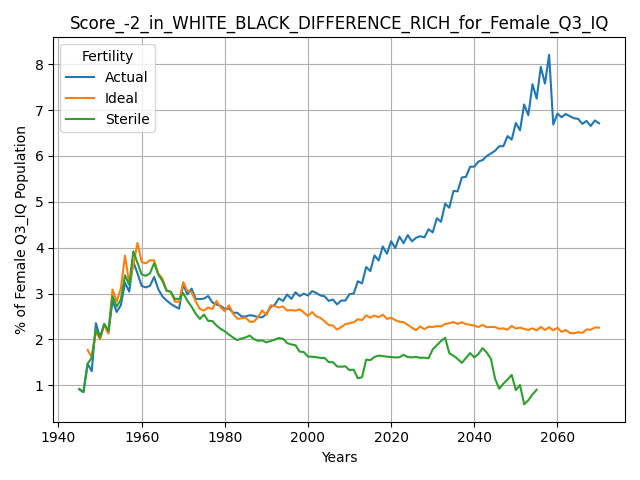 Score_-2_in_WHITE_BLACK_DIFFERENCE_RICH_for_Female_Q3_IQ
Fertility
Actual
Ideal
Sterile
% of Female Q3_IQ Population
8
7
6
5
4
3
2
1
1940
1960
1980
2000
2020
2040
2060
Years